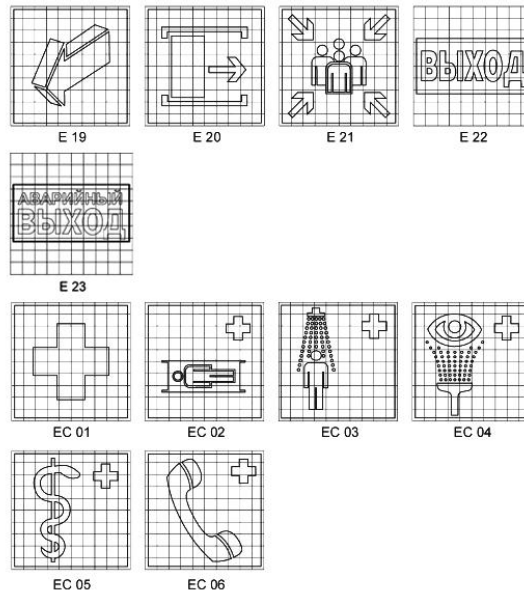 E 19 E 20 E 21 E 22
ВЫХОД
E 23
АВАРИЙНЫЙ
ВЫХОД
EC 01 EC 02 EC 03 EC 04
EC 05 EC 06